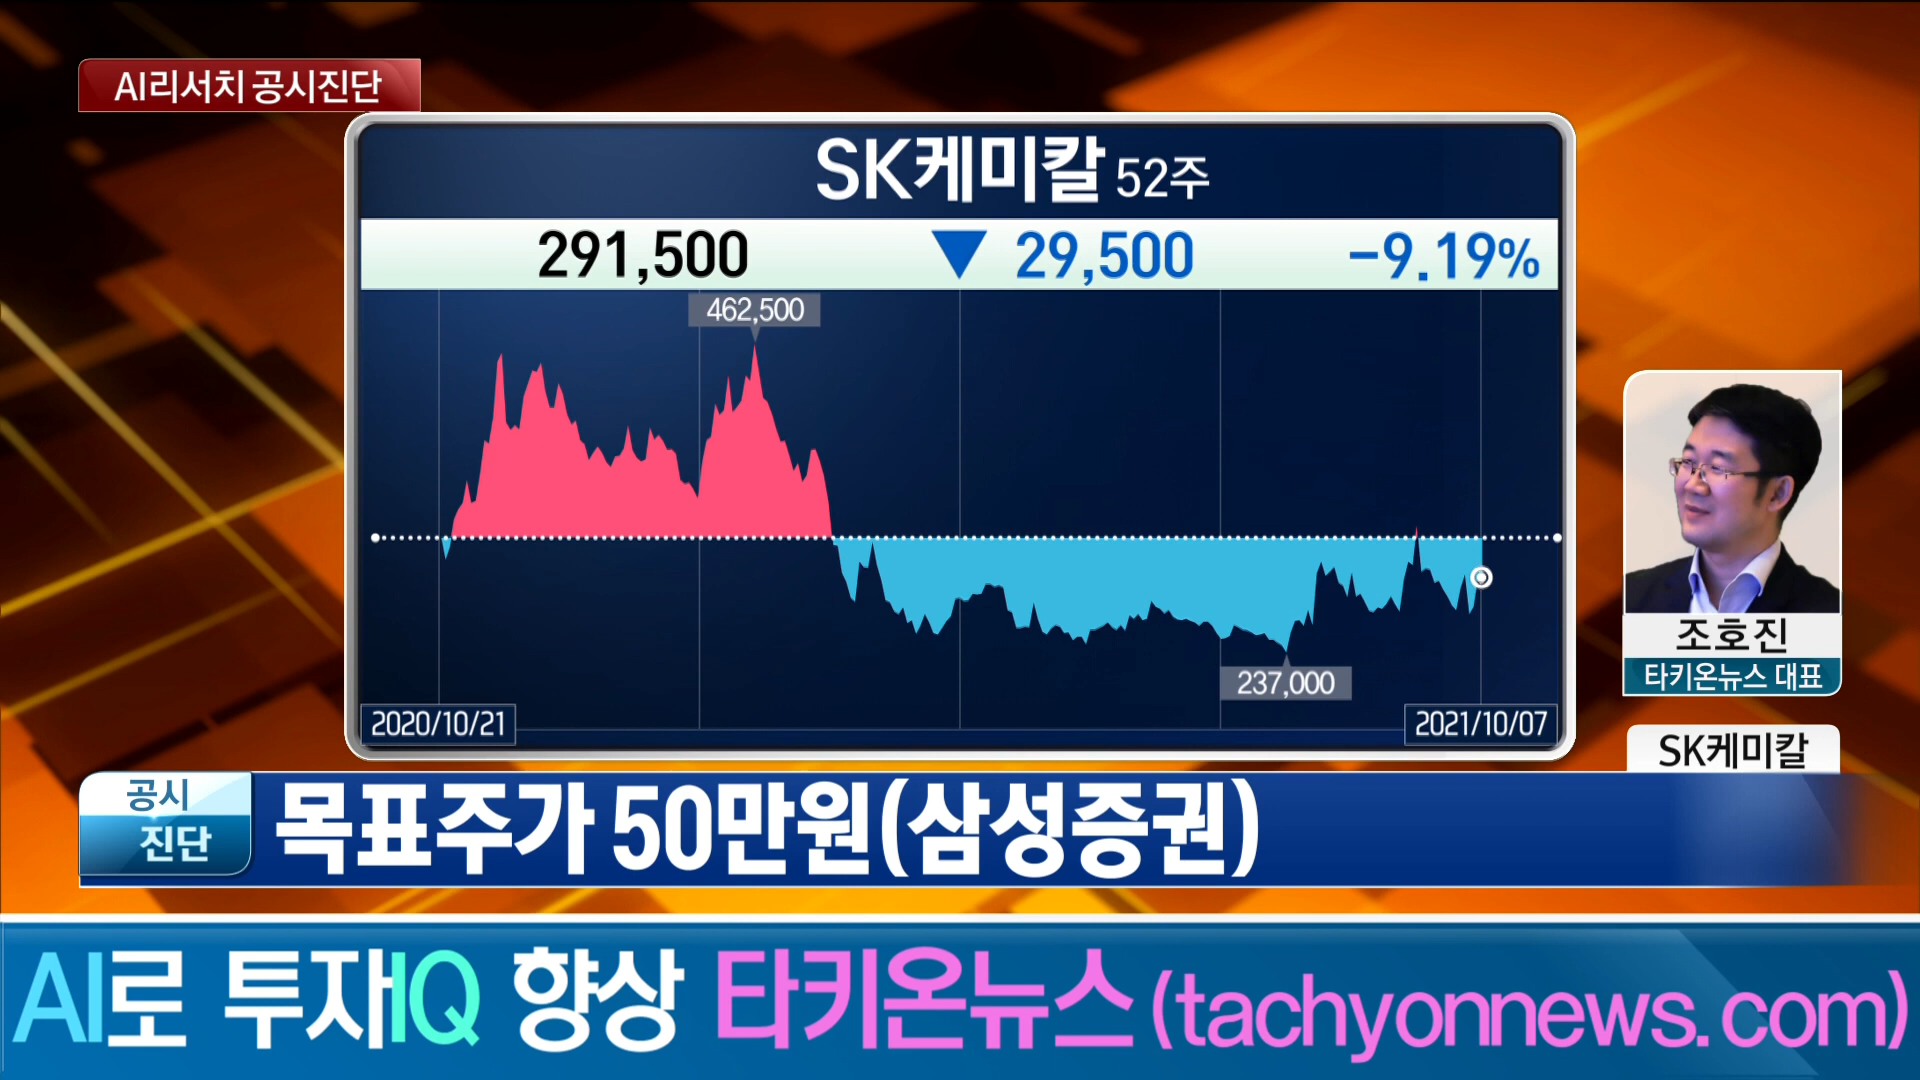 AI리서치 공시진단
SK케미칼 52주
291,500 ▼ 29,500 -9.19%
462,500
237,000
2020/10/21
2021/10/07
조호진
타키온뉴스 대표
SK케미칼
공시
진단
목표주가 50만원(삼성증권)
AI로 투자IQ 향상 타키온뉴스(tachyonnews.com)